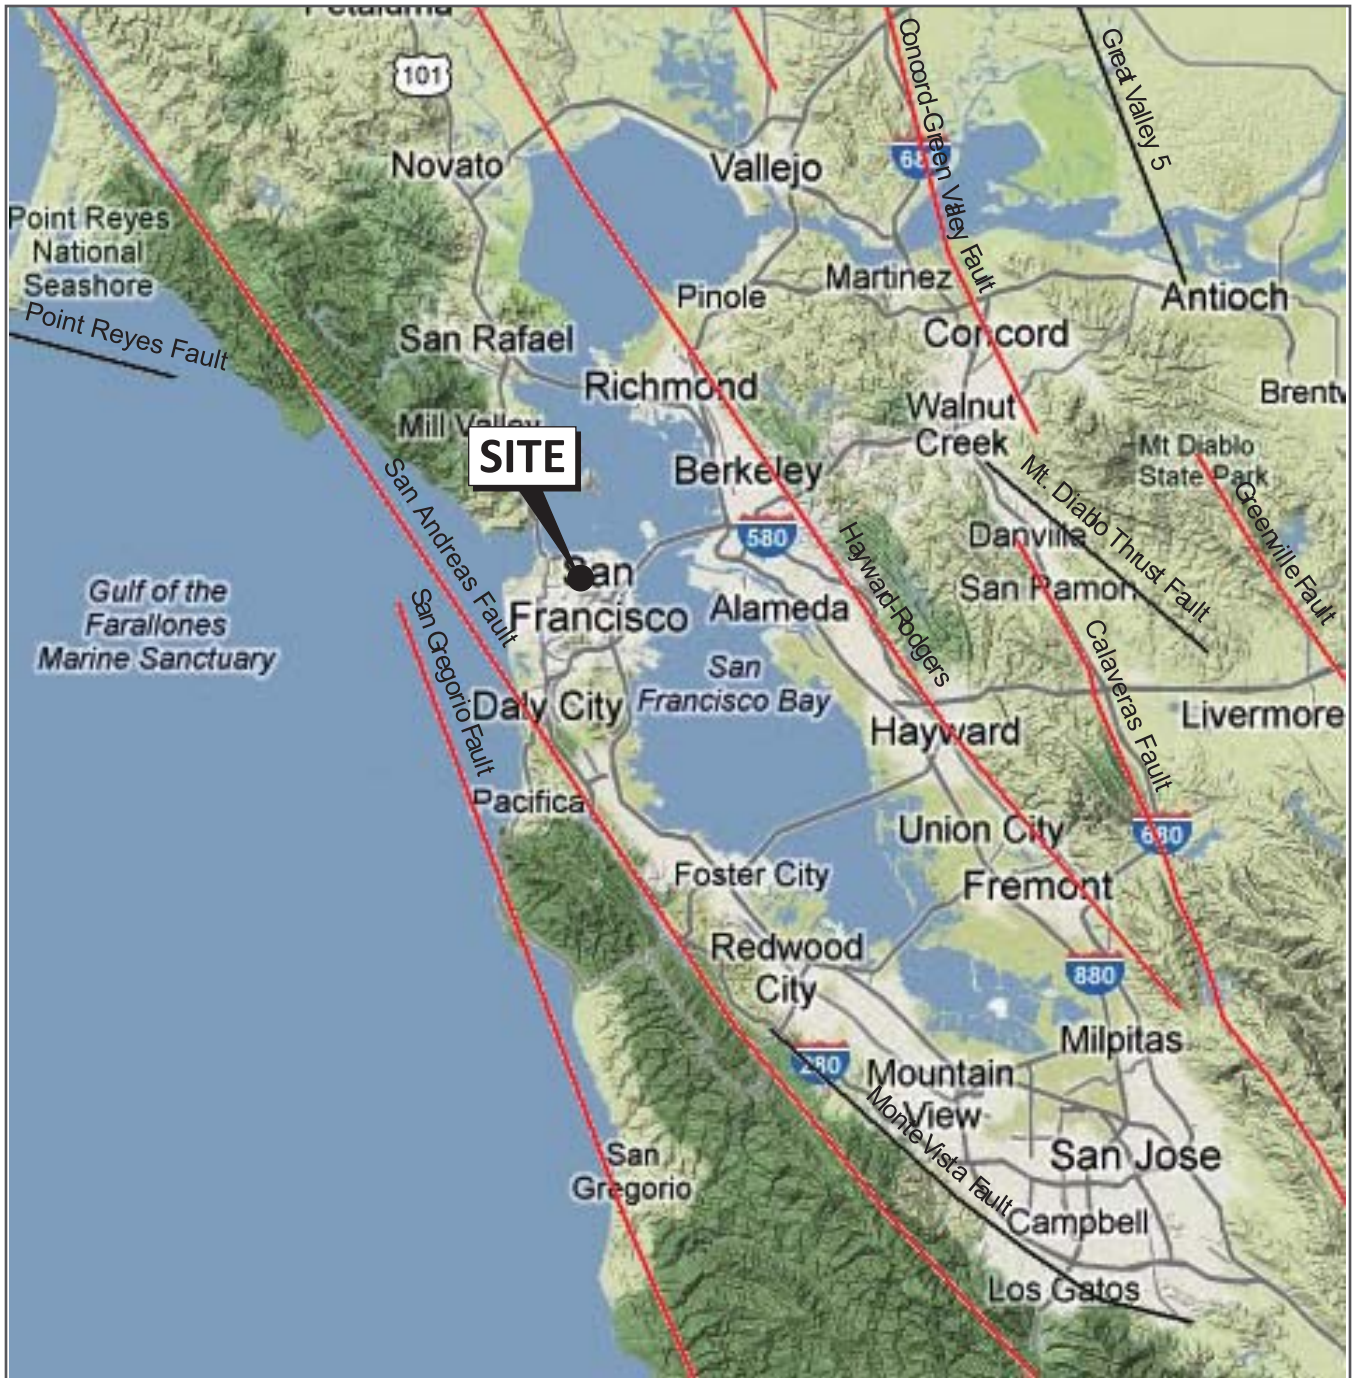 Petaluma
101
Novato
Vallejo
680
Concord-Green Valley Fault
Great Valley 5
Point Reyes
National
Seashore
Point Reyes Fault
San Rafael
Pinole
Martinez
Antioch
Concord
Richmond
Walnut
Creek
Brentw
Mill Valley
SITE
Berkeley
Mt Diablo
State Park
Mt. Diablo Thrust Fault
Greenville Fault
San Andreas Fault
580
Hayward-Rodgers
Danville
San Ramon
San
Francisco
Alameda
Gulf of the
Farallones
Marine Sanctuary
San Gregorio Fault
San
Francisco Bay
Calaveras Fault
Daly City
Hayward
Livermore
Pacifica
Union City
680
Foster City
Fremont
Redwood
City
880
Milpitas
280
Mountain
View
Monte Vista Fault
San
Gregorio
San Jose
Campbell
Los Gatos